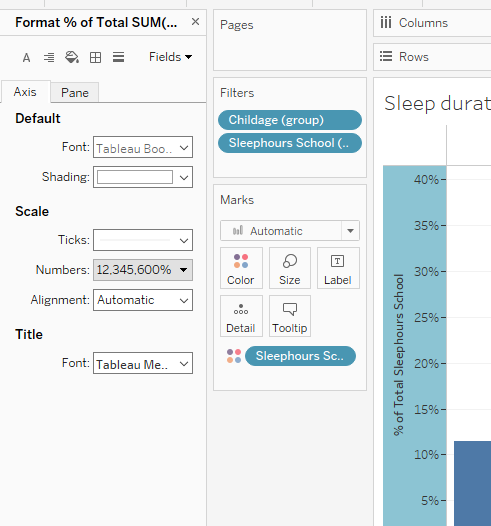 Format % of Total SUM(...
A
Fields
Axis
Pane
Default
Font:
Tableau Boo..
Shading:
Scale
Ticks:
Numbers:
12,345,600%
Alignment:
Automatic
Title
Font:
Tableau Me..
Pages
Filters
Childage (group)
Sleephours School (..
Marks
Automatic
Color
Size
T
Label
Detail
Tooltip
Sleephours Sc..
Columns
Rows
Sleep durat
% of Total Sleephours School
40%
35%
30%
25%
20%
15%
10%
5%